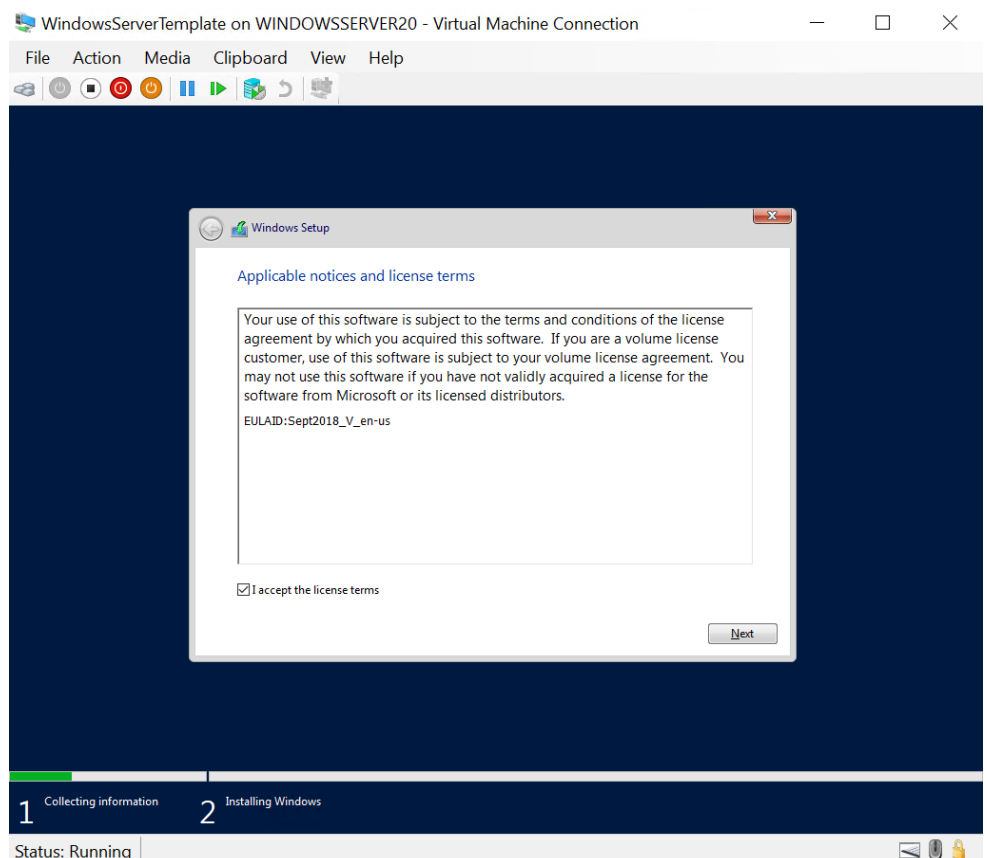 WindowsServerTemplate on WINDOWSSERVER20 - Virtual Machine Connection
File Action Media Clipboard View Help
Windows Setup
Applicable notices and license terms
Your use of this software is subject to the terms and conditions of the license
agreement by which you acquired this software. If you are a volume license
customer, use of this software is subject to your volume license agreement. You
may not use this software if you have not validly acquired a license for the
software from Microsoft or its licensed distributors.
EULAID:Sept2018_V_en-us
I accept the license terms
Next
1 Collecting information 2 Installing Windows
Status: Running